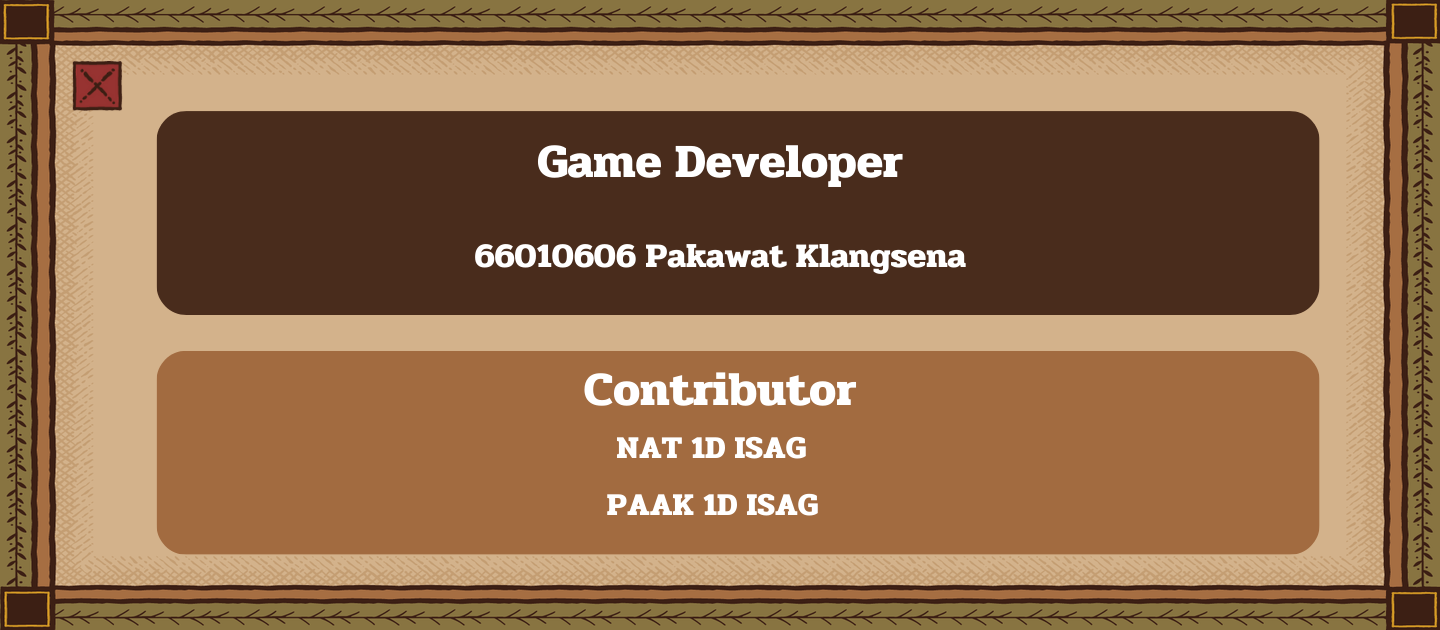 Game Developer
66010606 Pakawat Klangsena
Contributor
NAT 1D ISAG
PAAK 1D ISAG